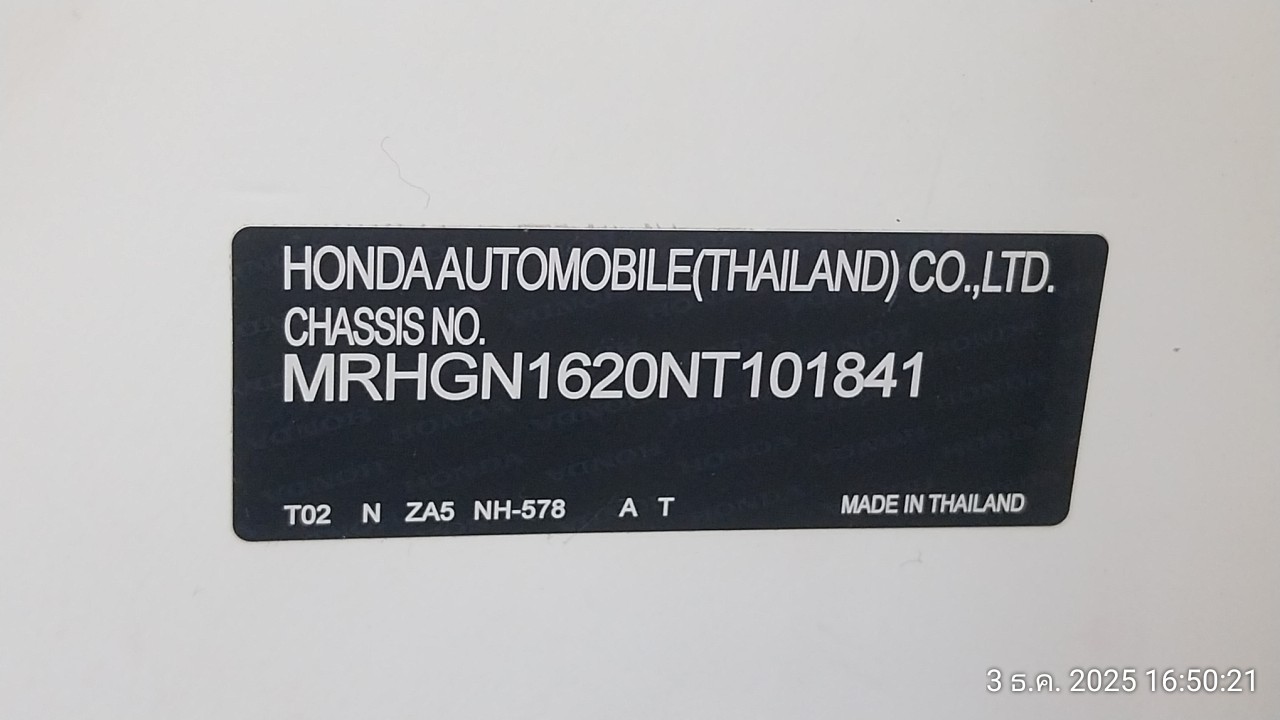 HONDA AUTOMOBILE (THAILAND) CO.,LTD.
CHASSIS NO.
MRHGN1620NT101841
T02 N ZA5 NH-578 A T MADE IN THAILAND
3 ธ.ค. 2025 16:50:21